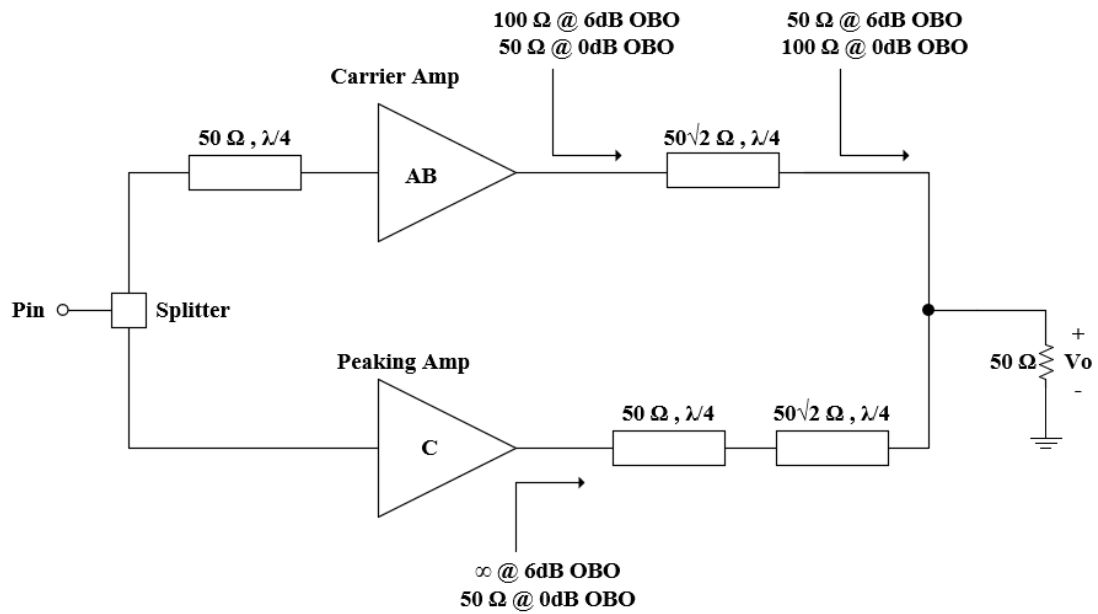 100 Ω @ 6dB OBO
50 Ω @ 0dB OBO
50 Ω @ 6dB OBO
100 Ω @ 0dB OBO
Carrier Amp
50 Ω , λ/4
50√2 Ω , λ/4
AB
Pin
Splitter
Peaking Amp
50 Ω
+
Vo
-
50 Ω , λ/4
50√2 Ω , λ/4
C
∞ @ 6dB OBO
50 Ω @ 0dB OBO